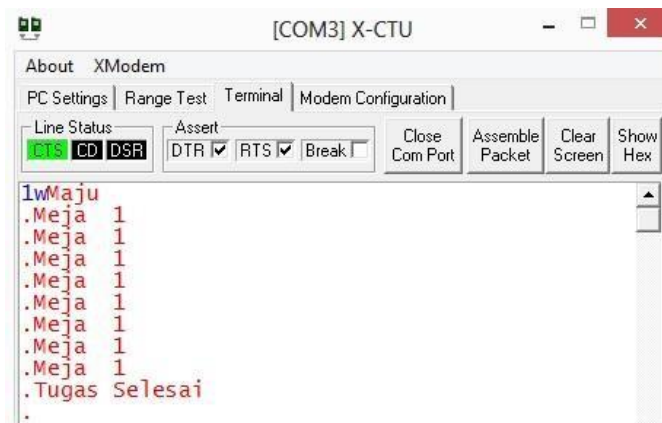 [COM3] X-CTU
About XModem
PC Settings Range Test Terminal Modem Configuration
Line Status Assert
CTS CD DSR DTR RTS Break
Close Com Port
Assemble Packet
Clear Screen
Show Hex
1wMaju
.Meja 1
.Meja 1
.Meja 1
.Meja 1
.Meja 1
.Meja 1
.Meja 1
.Meja 1
.Tugas Selesai
.